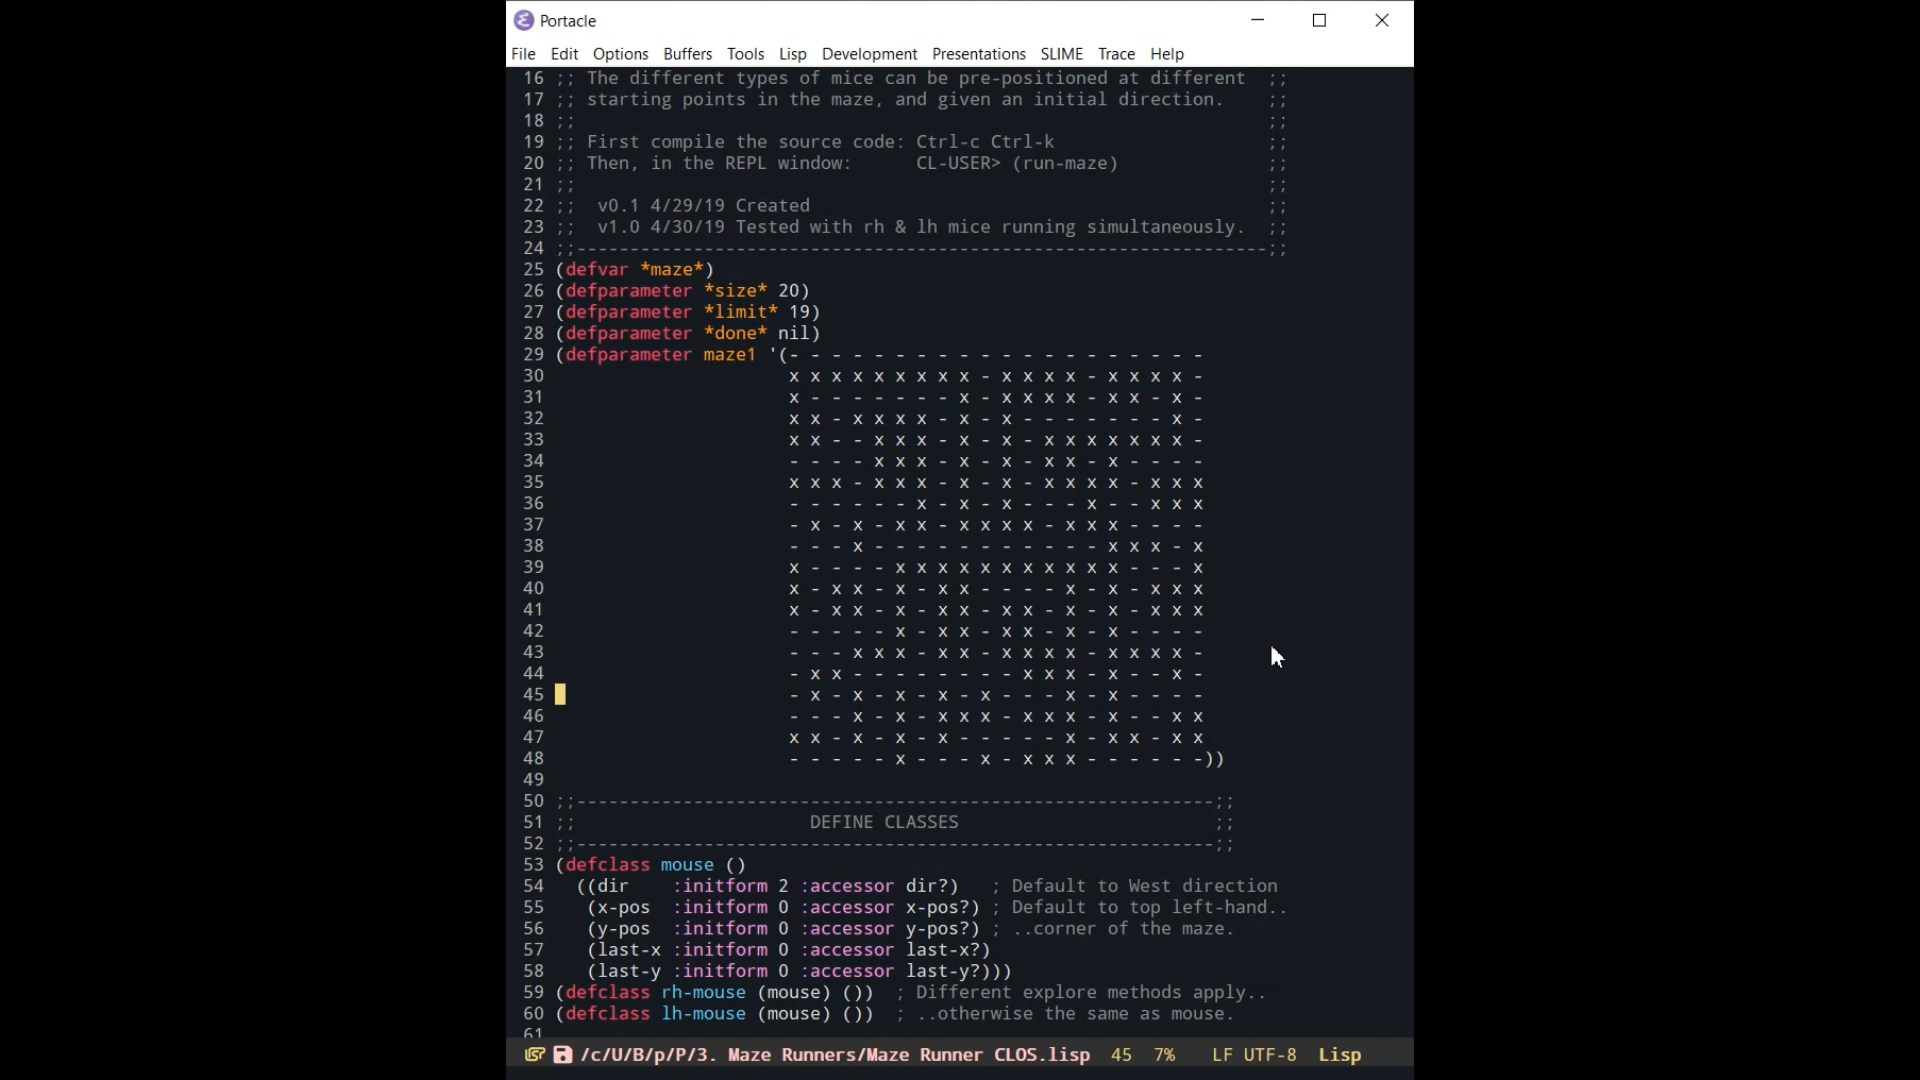 Portacle
File Edit Options Buffers Tools Lisp Development Presentations SLIME Trace Help
16 ;; The different types of mice can be pre-positioned at different  ;;
17 ;; starting points in the maze, and given an initial direction.    ;;
18 ;;                                                                 ;;
19 ;; First compile the source code: Ctrl-c Ctrl-k                    ;;
20 ;; Then, in the REPL window:      CL-USER> (run-maze)              ;;
21 ;;                                                                 ;;
22 ;;  v0.1 4/29/19 Created                                           ;;
23 ;;  v1.0 4/30/19 Tested with rh & lh mice running simultaneously.  ;;
24 ;;-----------------------------------------------------------------;;
25 (defvar *maze*)
26 (defparameter *size* 20)
27 (defparameter *limit* 19)
28 (defparameter *done* nil)
29 (defparameter maze1 '(- - - - - - - - - - - - - - - - - - - -
30                       x x x x x x x x x - x x x x - x x x x -
31                       x - - - - - - - x - x x x x - x x - x -
32                       x x - x x x x - x - x - - - - - - - x -
33                       x x - - x x x - x - x - x x x x x x x -
34                       - - - - x x x - x - x - x x - x - - - -
35                       x x x - x x x - x - x - x x x x - x x x
36                       - - - - - - x - x - x - - - x - - x x x
37                       - x - x - x x - x x x x - x x x - - - -
38                       - - - x - - - - - - - - - - - x x x - x
39                       x - - - - x x x x x x x x x x x - - - x
40                       x - x x - x - x x - - - - x - x - x x x
41                       x - x x - x - x x - x x - x - x - x x x
42                       - - - - - x - x x - x x - x - x - - - -
43                       - - - x x x - x x - x x x x - x x x x -
44                       - x x - - - - - - - - x x x - x - - x -
45                       - x - x - x - x - x - - - x - x - - - -
46                       - - - x - x - x x x - x x x - x - - x x
47                       x x - x - x - x - - - - - x - x x - x x
48                       - - - - - x - - - x - x x x - - - - - -))
49
50 ;;------------------------------------------------------------;;
51 ;;                      DEFINE CLASSES                        ;;
52 ;;------------------------------------------------------------;;
53 (defclass mouse ()
54   ((dir    :initform 2 :accessor dir?)   ; Default to West direction
55    (x-pos  :initform 0 :accessor x-pos?) ; Default to top left-hand..
56    (y-pos  :initform 0 :accessor y-pos?) ; ..corner of the maze.
57    (last-x :initform 0 :accessor last-x?)
58    (last-y :initform 0 :accessor last-y?)))
59 (defclass rh-mouse (mouse) ())  ; Different explore methods apply..
60 (defclass lh-mouse (mouse) ())  ; ..otherwise the same as mouse.
61
/c/U/B/p/P/3. Maze Runners/Maze Runner CLOS.lisp 45 7% LF UTF-8 Lisp